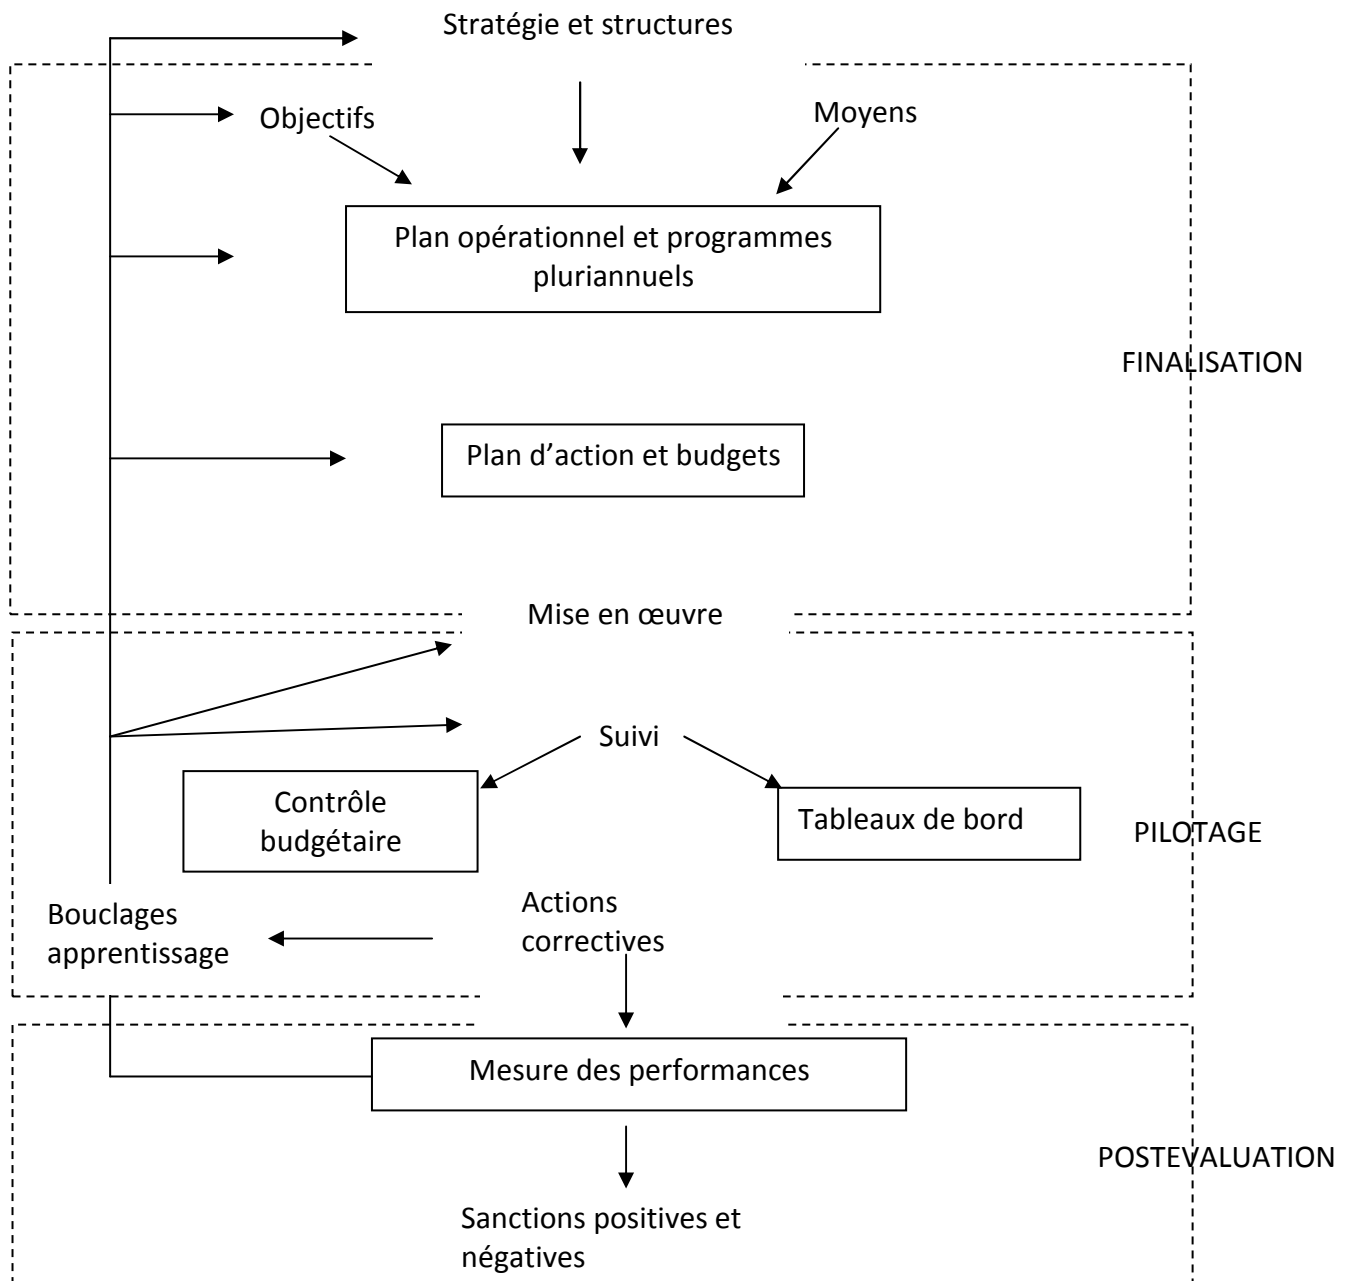 Stratégie et structures
Objectifs
Moyens
Plan opérationnel et programmes
pluriannuels
FINALISATION
Plan d’action et budgets
Mise en œuvre
Suivi
Contrôle
budgétaire
Tableaux de bord
PILOTAGE
Bouclages
apprentissage
Actions
correctives
Mesure des performances
POSTEVALUATION
Sanctions positives et
négatives